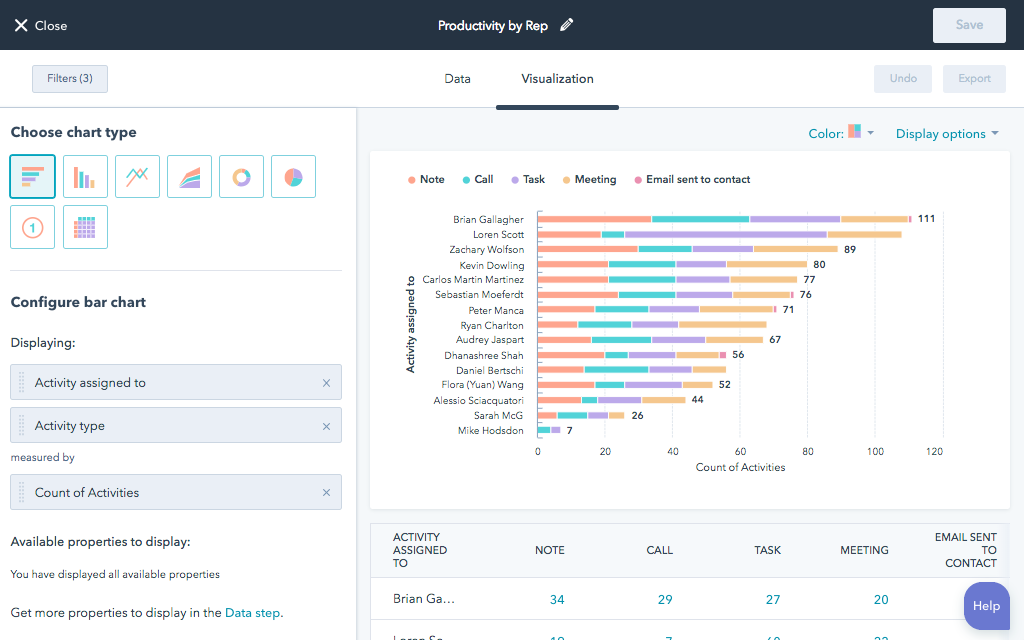 Close
Productivity by Rep
Save
Filters (3)
Data
Visualization
Undo
Export
Choose chart type
1
Configure bar chart
Displaying:
Activity assigned to
Activity type
measured by
Count of Activities
Available properties to display:
You have displayed all available properties
Get more properties to display in the Data step.
Color:
Display options
Note Call Task Meeting Email sent to contact
Activity assigned to
Brian Gallagher 111
Loren Scott
Zachary Wolfson 89
Kevin Dowling 80
Carlos Martin Martinez 77
Sebastian Moeferdt 76
Peter Manca 71
Ryan Charlton
Audrey Jaspart 67
Dhanashree Shah 56
Daniel Bertschi
Flora (Yuan) Wang 52
Alessio Sciacquatori 44
Sarah McG 26
Mike Hodsdon 7
0 20 40 60 80 100 120
Count of Activities
ACTIVITY
ASSIGNED
TO
NOTE
CALL
TASK
MEETING
EMAIL SENT
TO
CONTACT
Brian Ga... 34 29 27 20
Help